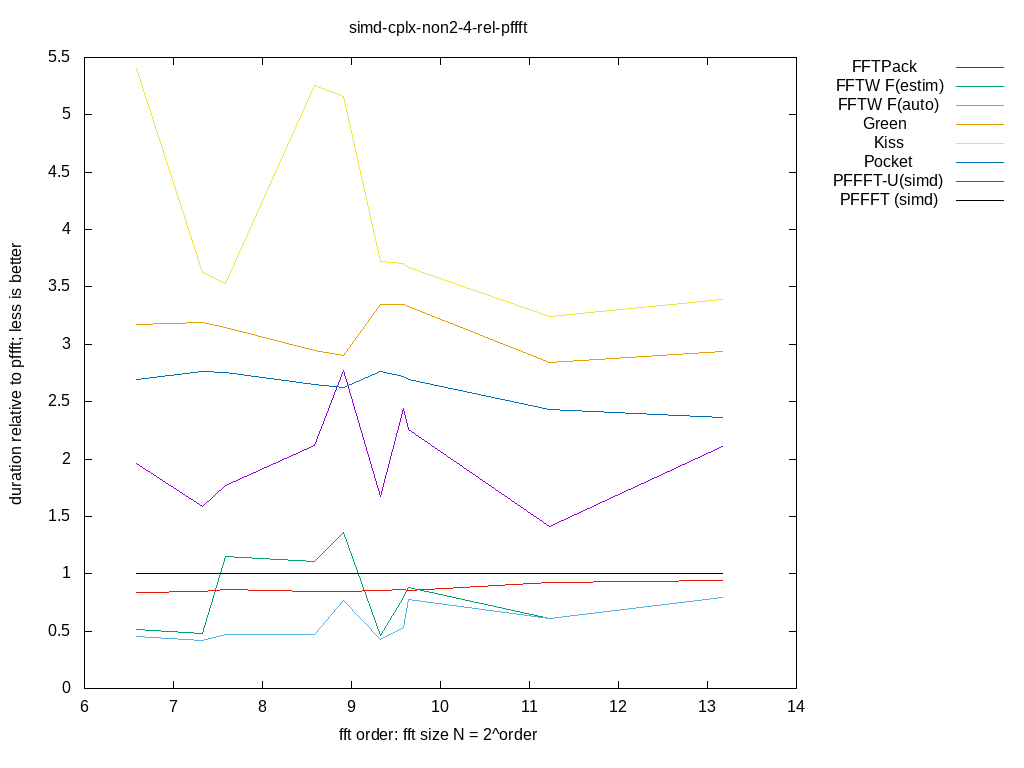 simd-cplx-non2-4-rel-pffft
5.5
5
4.5
4
3.5
3
2.5
2
1.5
1
0.5
0
6 7 8 9 10 11 12 13 14
duration relative to pffft; less is better
fft order: fft size N = 2^order
FFTPack
FFTW F(estim)
FFTW F(auto)
Green
Kiss
Pocket
PFFFT-U(simd)
PFFFT (simd)